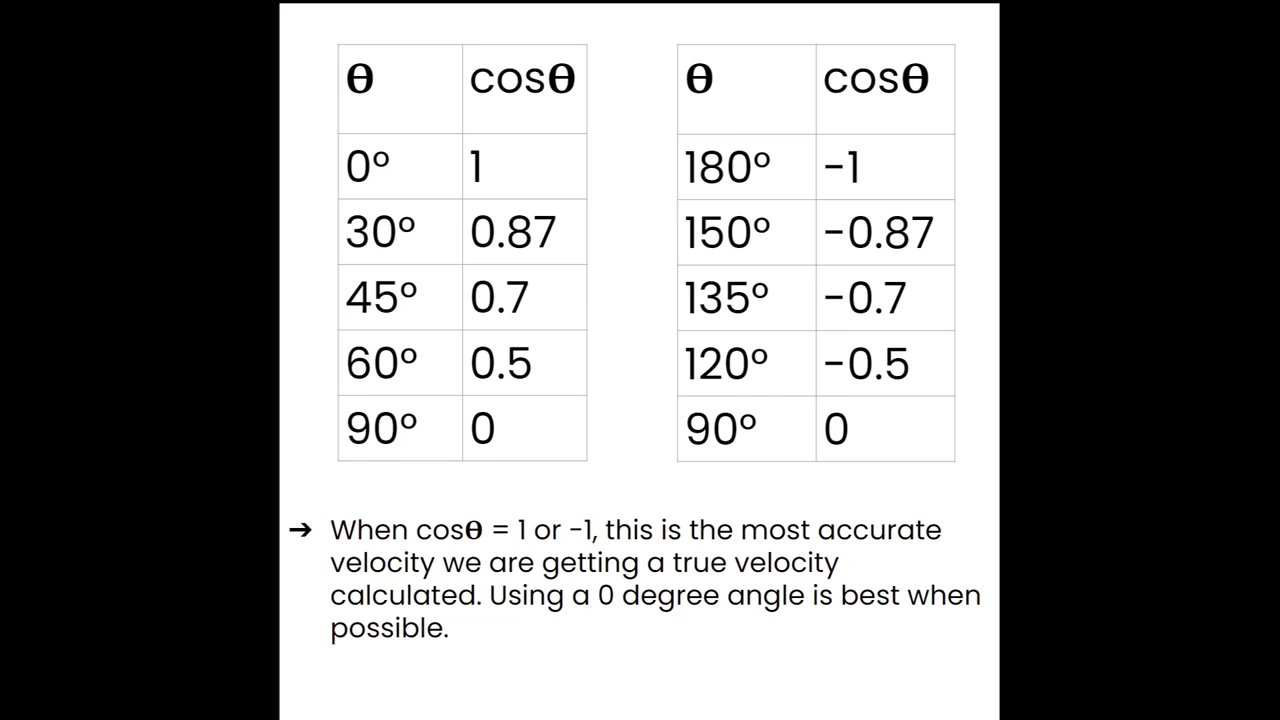 θ cosθ
0° 1
30° 0.87
45° 0.7
60° 0.5
90° 0
θ cosθ
180° -1
150° -0.87
135° -0.7
120° -0.5
90° 0
➔ When cosθ = 1 or -1, this is the most accurate
velocity we are getting a true velocity
calculated. Using a 0 degree angle is best when
possible.